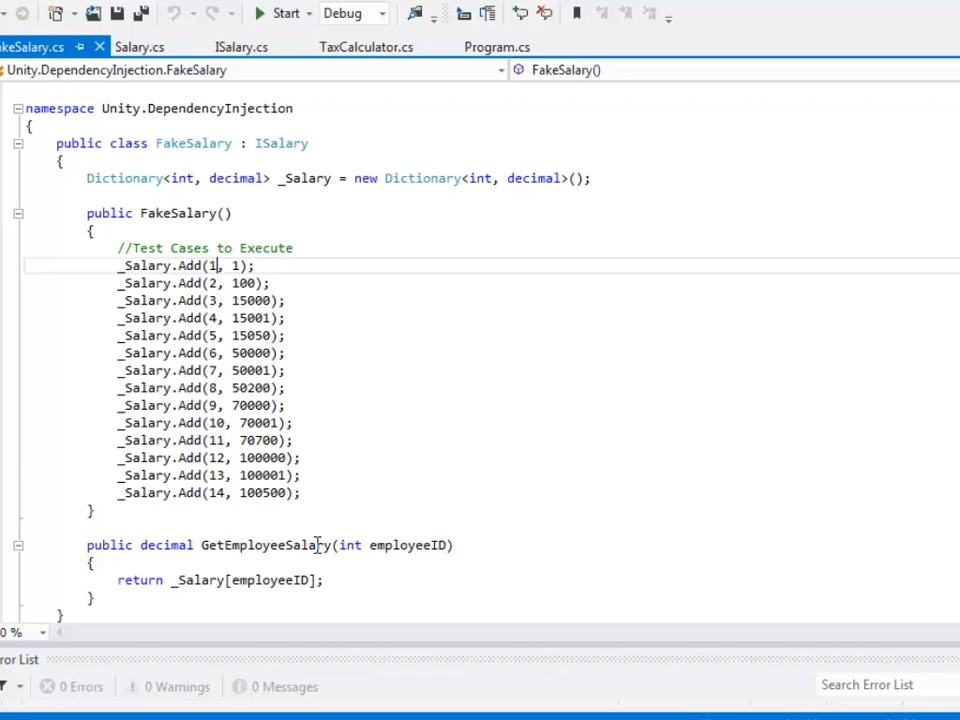 Start Debug
keSalary.cs Salary.cs ISalary.cs TaxCalculator.cs Program.cs
Unity.DependencyInjection.FakeSalary FakeSalary()
namespace Unity.DependencyInjection
{
public class FakeSalary : ISalary
{
Dictionary<int, decimal> _Salary = new Dictionary<int, decimal>();
public FakeSalary()
{
//Test Cases to Execute
_Salary.Add(1, 1);
_Salary.Add(2, 100);
_Salary.Add(3, 15000);
_Salary.Add(4, 15001);
_Salary.Add(5, 15050);
_Salary.Add(6, 50000);
_Salary.Add(7, 50001);
_Salary.Add(8, 50200);
_Salary.Add(9, 70000);
_Salary.Add(10, 70001);
_Salary.Add(11, 70700);
_Salary.Add(12, 100000);
_Salary.Add(13, 100001);
_Salary.Add(14, 100500);
}
public decimal GetEmployeeSalary(int employeeID)
{
return _Salary[employeeID];
}
}
0 %
ror List
0 Errors 0 Warnings 0 Messages Search Error List